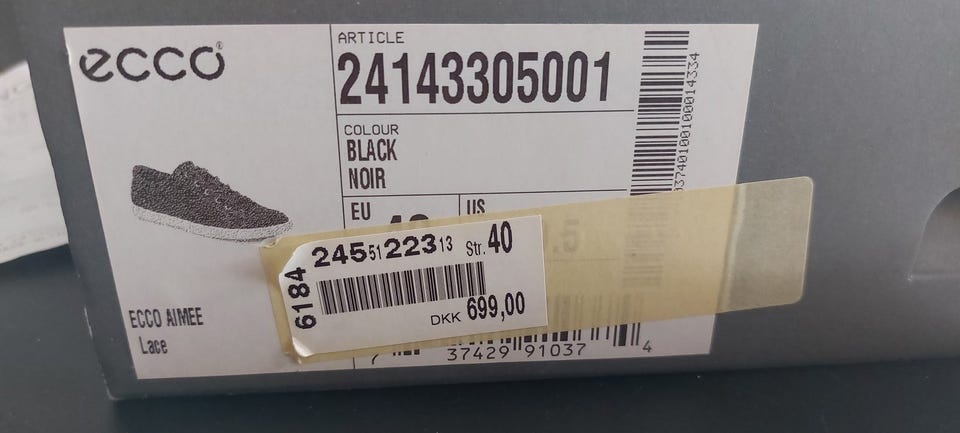 ecco
ARTICLE
24143305001
COLOUR
BLACK
NOIR
EU
US
6184
245 51 223 13 Str. 40
DKK 699,00
ECCO AIMEE
Lace
7 37429 91037 4